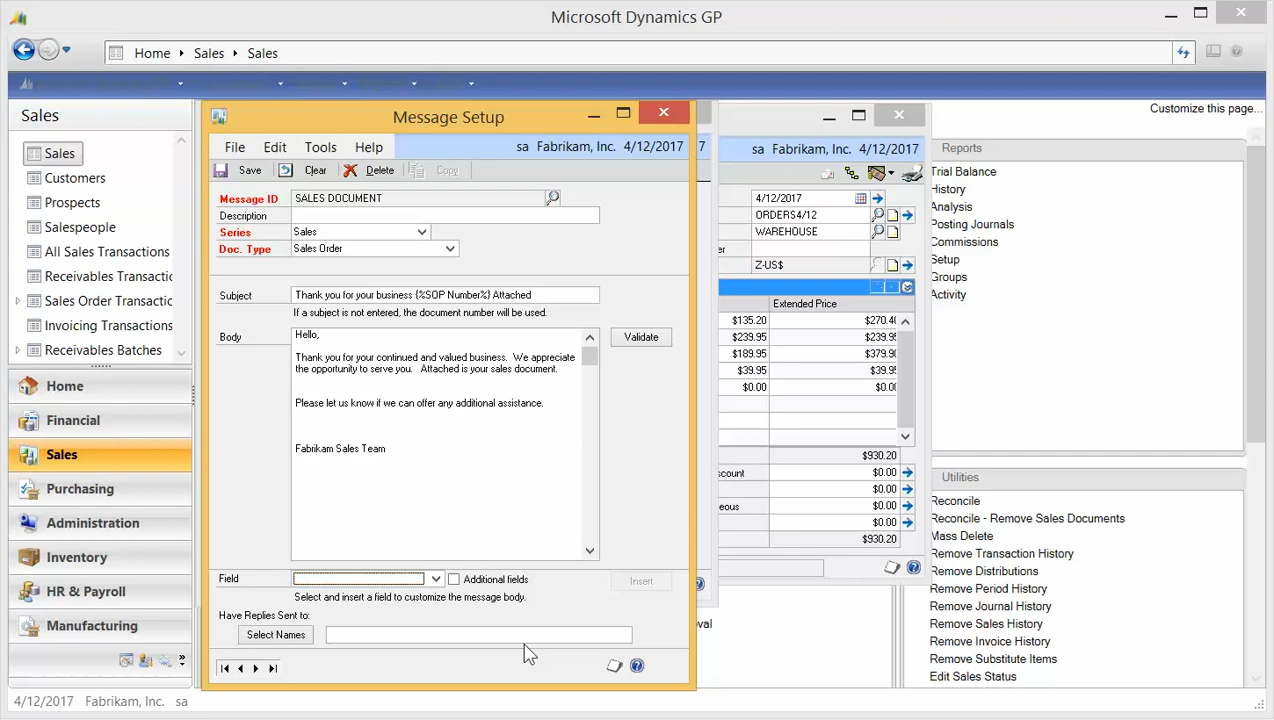 Microsoft Dynamics GP
Home Sales Sales
Customize this page...
Sales
Sales
Customers
Prospects
Salespeople
All Sales Transactions
Receivables Transactic
Sales Order Transactic
Invoicing Transactions
Receivables Batches
Home
Financial
Sales
Purchasing
Administration
Inventory
HR & Payroll
Manufacturing
Message Setup
File Edit Tools Help
sa Fabrikam, Inc. 4/12/2017
Save Clear Delete Copy
Message ID SALES DOCUMENT
Description
Series Sales
Doc. Type Sales Order
Subject Thank you for your business {%SOP Number%} Attached
If a subject is not entered, the document number will be used.
Body
Hello,
Thank you for your continued and valued business. We appreciate
the opportunity to serve you. Attached is your sales document.
Please let us know if we can offer any additional assistance.
Fabrikam Sales Team
Validate
Field Additional fields Insert
Select and insert a field to customize the message body.
Have Replies Sent to:
Select Names
7
sa Fabrikam, Inc. 4/12/2017
4/12/2017
ORDERS4/12
WAREHOUSE
er
Z-US$
Extended Price
$135.20 $270.40
$239.95 $239.95
$189.95 $379.90
$39.95 $39.95
$0.00 $0.00
$930.20
scount $0.00
$0.00
eous $0.00
$0.00
$930.20
oval
Reports
Trial Balance
History
Analysis
Posting Journals
Commissions
Setup
Groups
Activity
Utilities
Reconcile
Reconcile - Remove Sales Documents
Mass Delete
Remove Transaction History
Remove Distributions
Remove Period History
Remove Journal History
Remove Sales History
Remove Invoice History
Remove Substitute Items
Edit Sales Status
4/12/2017 Fabrikam, Inc. sa